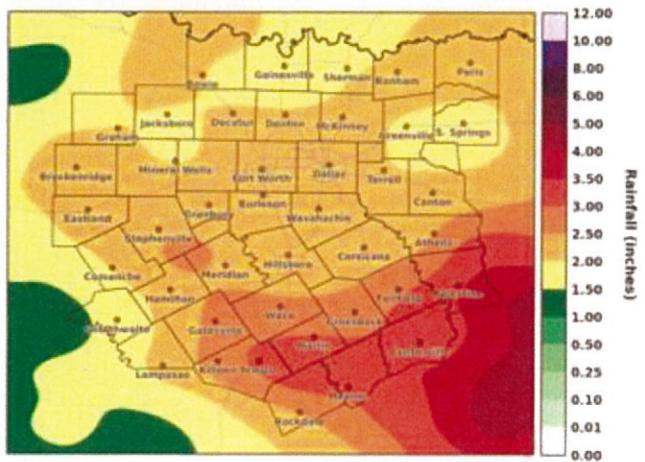 12.00
10.00
8.00
6.00
5.00
4.00
3.50
3.00
2.50
2.00
1.50
1.00
0.50
0.25
0.10
0.01
0.00
Rainfall (inches)
Bowie
Gainesville
Sherman
Bonham
Paris
Graham
Jacksboro
Decatur
Denton
McKinney
Greenville
S. Springs
Breckenridge
Mineral Wells
Fort Worth
Dallas
Terrell
Canton
Eastland
Granbury
Burleson
Waxahachie
Stephenville
Athens
Comanche
Meridian
Hillsboro
Corsicana
Hamilton
Waco
Groesbeck
Fairfield
Palestine
Goldthwaite
Gatesville
Marlin
Centerville
Lampasas
Killeen
Temple
Hearne
Rockdale